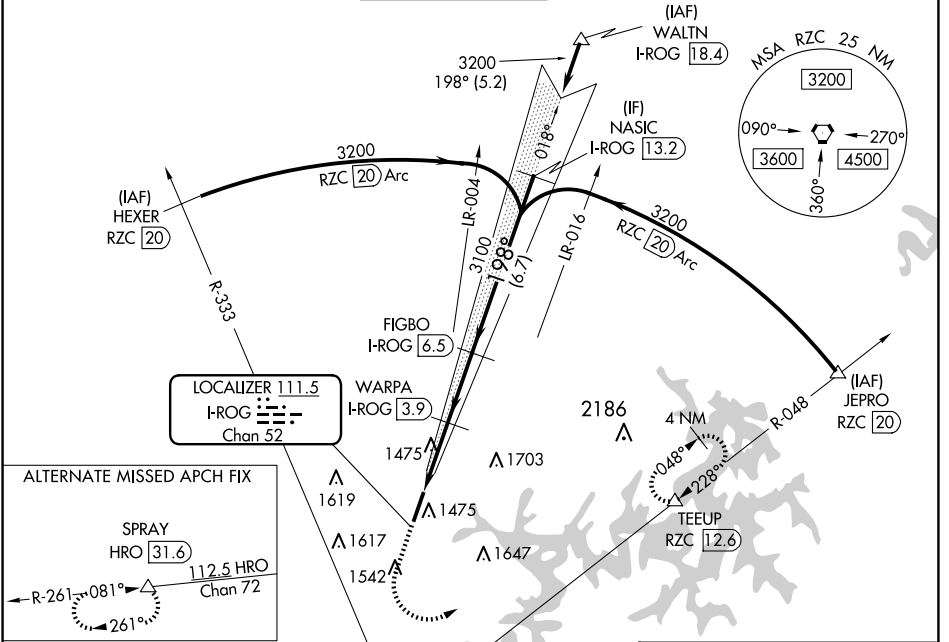 (IAF)
WALTN
I-ROG 18.4
3200
198° (5.2)
018°
(IF)
NASIC
I-ROG 13.2
MSA RZC 25 NM
3200
090°
270°
3600
4500
360°
3200
RZC 20 Arc
(IAF)
HEXER
RZC 20
LR-004
LR-016
3200
RZC 20 Arc
3100
198°
(6.7)
R-333
FIGBO
I-ROG 6.5
(IAF)
JEPRO
RZC 20
R-048
LOCALIZER 111.5
I-ROG
Chan 52
WARPA
I-ROG 3.9
2186
4 NM
048°
228°
1475
1703
1619
1475
TEEUP
RZC 12.6
1617
1647
1542
ALTERNATE MISSED APCH FIX
SPRAY
HRO 31.6
112.5 HRO
Chan 72
R-261
081°
261°